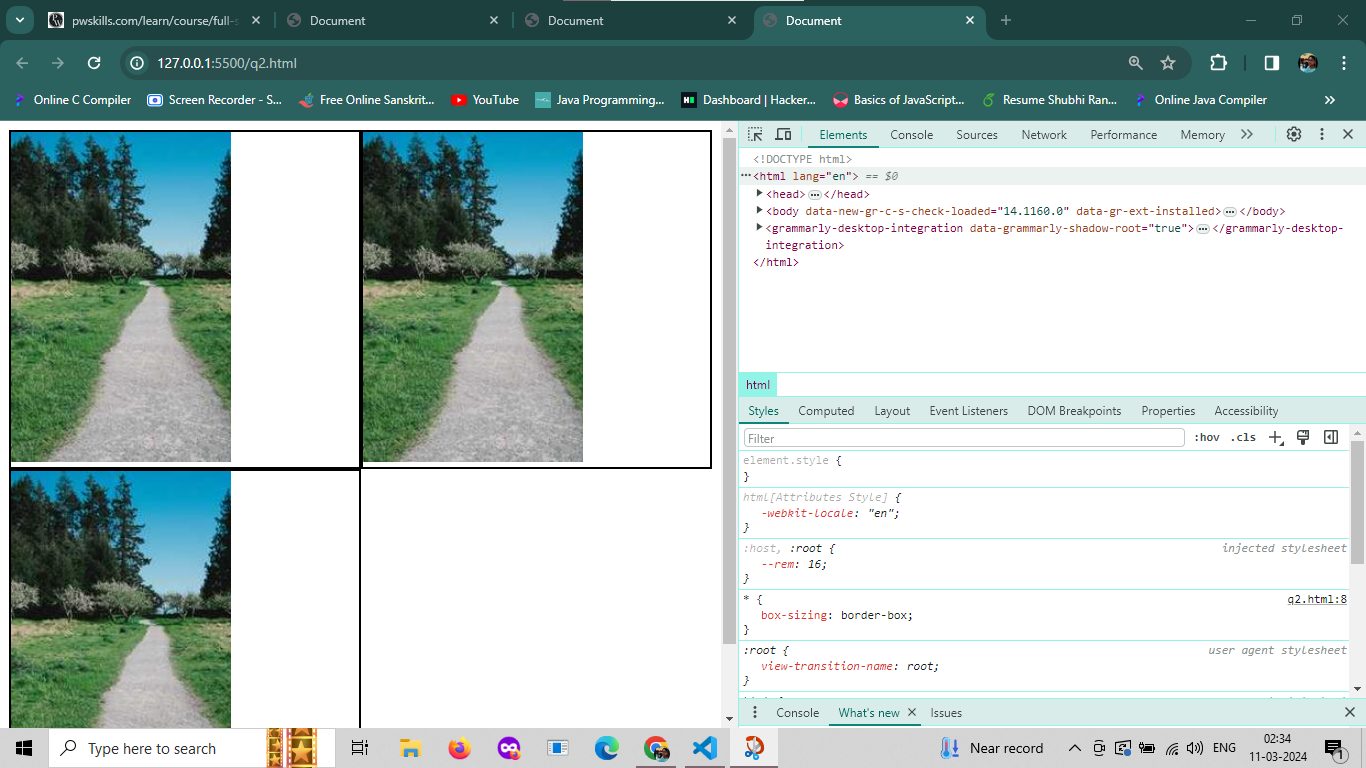 pwskills.com/learn/course/full-s
Document
Document
Document
127.0.0.1:5500/q2.html
Online C Compiler
Screen Recorder - S...
Free Online Sanskrit...
YouTube
Java Programming...
Dashboard | Hacker...
Basics of JavaScript...
Resume Shubhi Ran...
Online Java Compiler
Elements Console Sources Network Performance Memory
<!DOCTYPE html>
<html lang="en"> == $0
<head> … </head>
<body data-new-gr-c-s-check-loaded="14.1160.0" data-gr-ext-installed> … </body>
<grammarly-desktop-integration data-grammarly-shadow-root="true"> … </grammarly-desktop-
integration>
</html>
html
Styles Computed Layout Event Listeners DOM Breakpoints Properties Accessibility
Filter :hov .cls
element.style {
}
html[Attributes Style] {
-webkit-locale: "en";
}
:host, :root { injected stylesheet
--rem: 16;
}
* { q2.html:8
box-sizing: border-box;
}
:root { user agent stylesheet
view-transition-name: root;
}
Console What's new Issues
Type here to search
Near record
ENG
02:34
11-03-2024
1